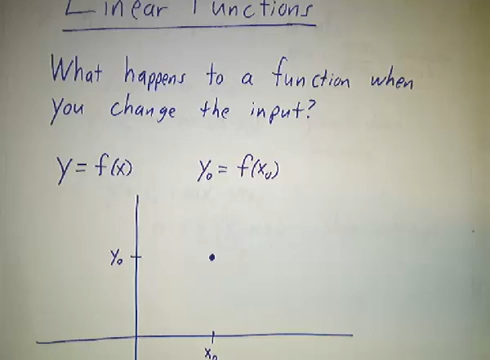 Linear Functions
What happens to a function when
you change the input?
y = f(x) y₀ = f(x₀)
y₀
x₀